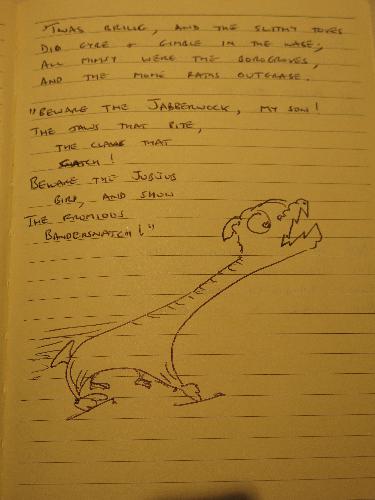 "'TWAS BRILLIG, AND THE SLITHY TOVES
DID GYRE & GIMBLE IN THE WABE;
ALL MIMSY WERE THE BOROGROVES,
AND THE MOME RATHS OUTGRABE.
"BEWARE THE JABBERWOCK, MY SON!
THE JAWS THAT BITE,
THE CLAWS THAT
SNATCH!
BEWARE THE JUBJUB
BIRD, AND SHUN
THE FRUMIOUS
BANDERSNATCH!"